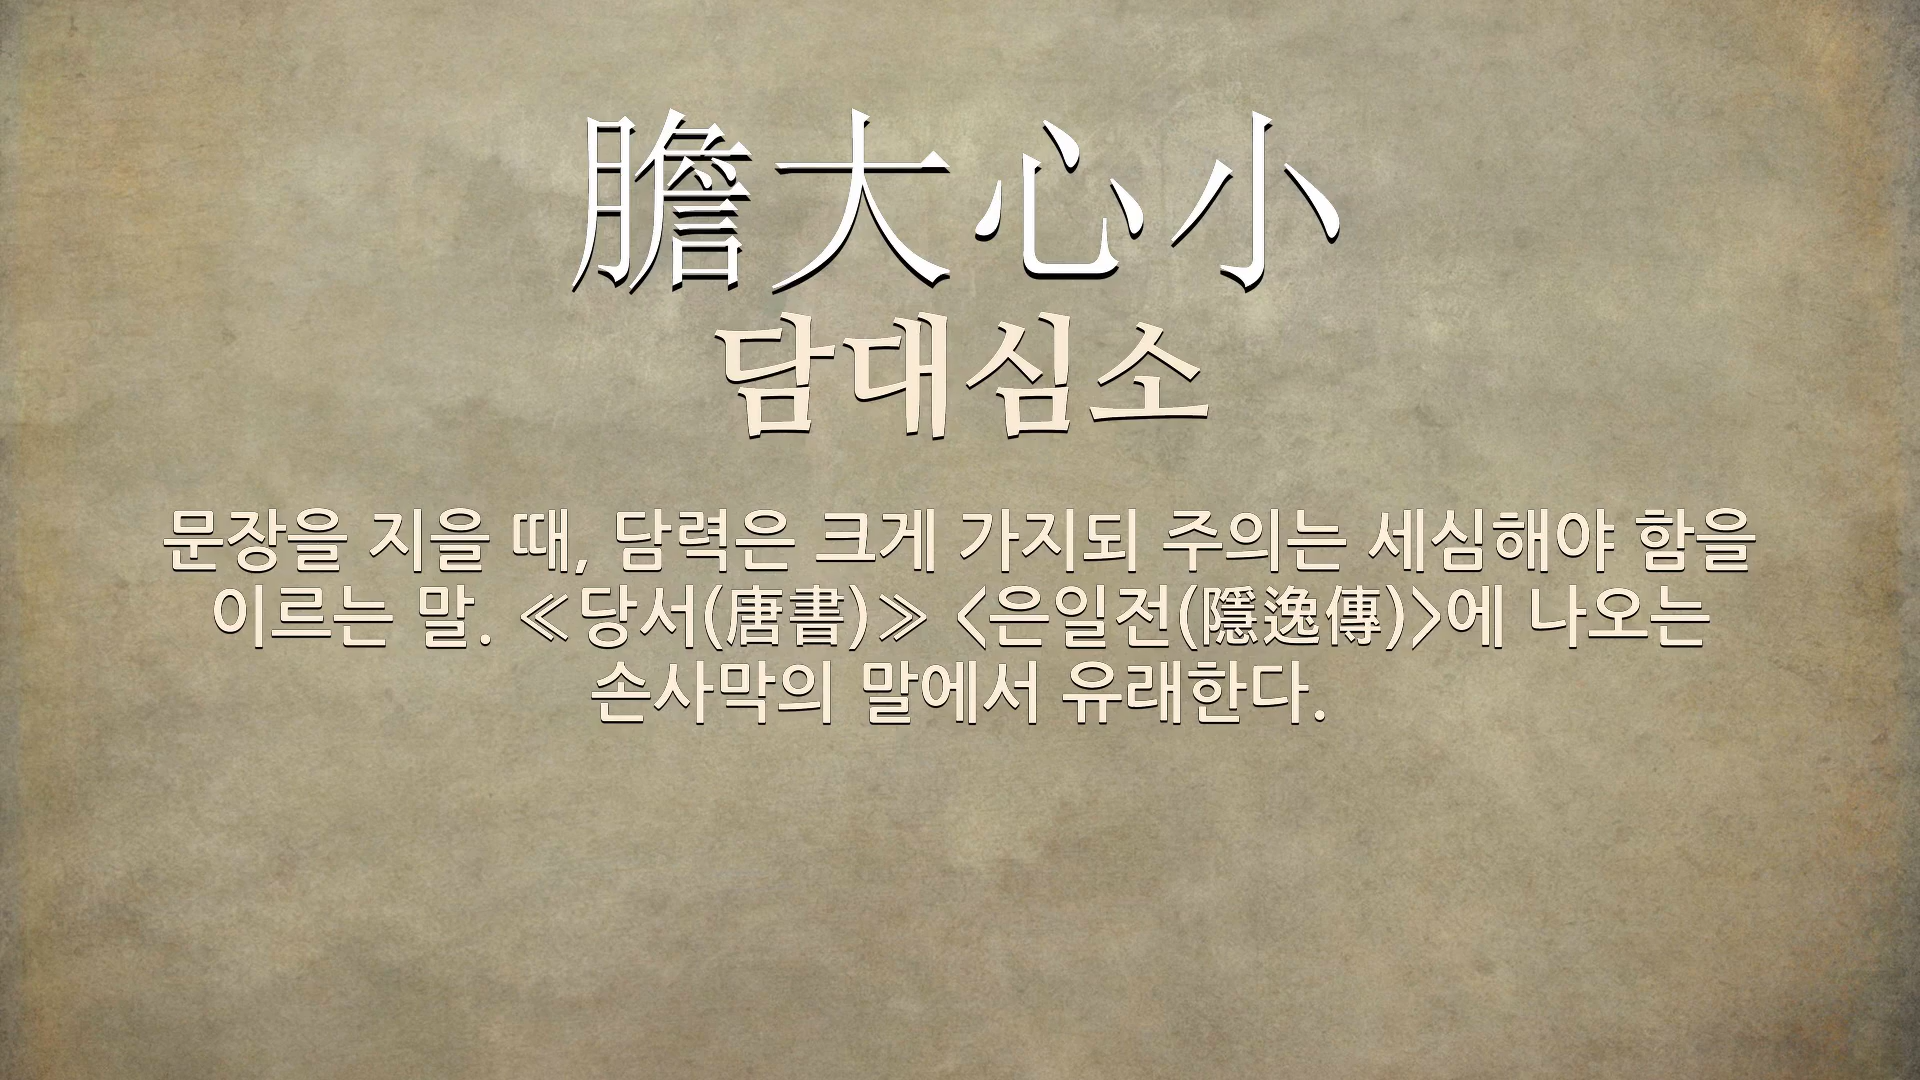 膽大心小
담대심소
문장을 지을 때, 담력은 크게 가지되 주의는 세심해야 함을
이르는 말. ≪당서(唐書)≫ 〈은일전(隱逸傳)〉에 나오는
손사막의 말에서 유래한다.